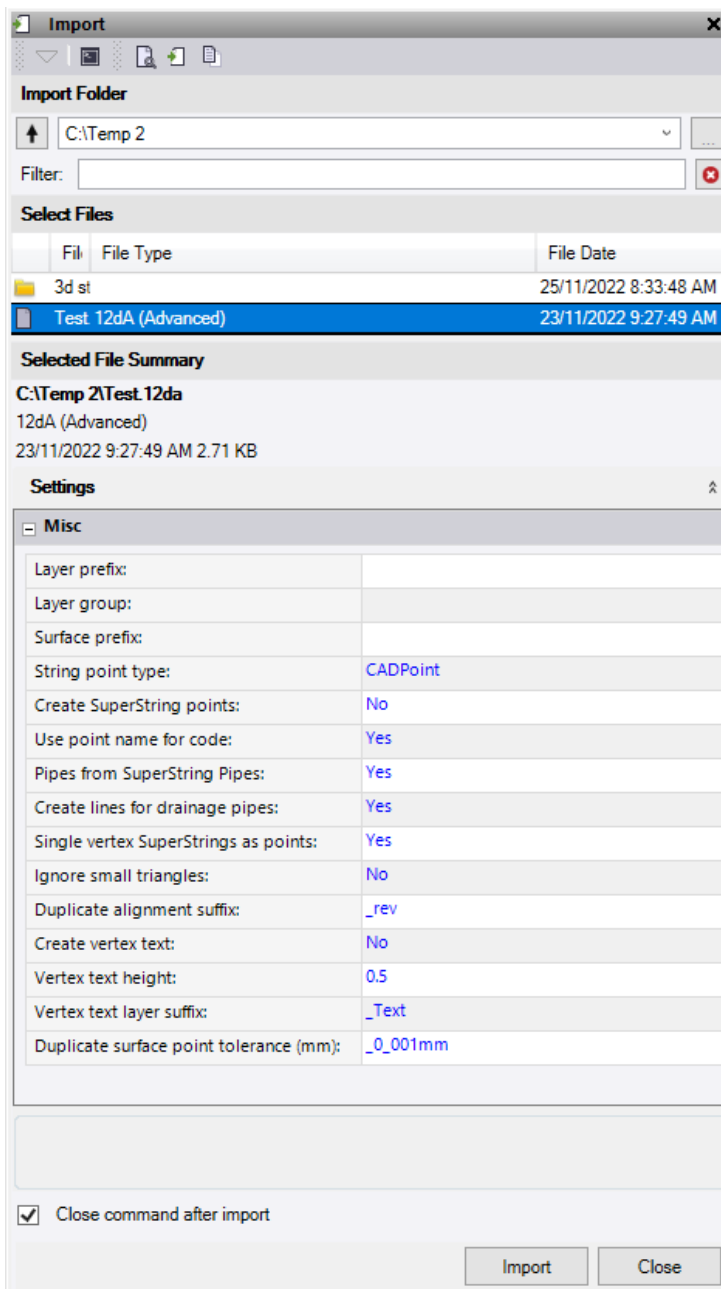 Import
Import Folder
C:\Temp 2
...
Filter:
Select Files
File Type File Date
3d st 25/11/2022 8:33:48 AM
Test 12dA (Advanced) 23/11/2022 9:27:49 AM
Selected File Summary
C:\Temp 2\Test.12da
12dA (Advanced)
23/11/2022 9:27:49 AM 2.71 KB
Settings
Misc
Layer prefix:
Layer group:
Surface prefix:
String point type: CADPoint
Create SuperString points: No
Use point name for code: Yes
Pipes from SuperString Pipes: Yes
Create lines for drainage pipes: Yes
Single vertex SuperStrings as points: Yes
Ignore small triangles: No
Duplicate alignment suffix: _rev
Create vertex text: No
Vertex text height: 0.5
Vertex text layer suffix: _Text
Duplicate surface point tolerance (mm): _0_001mm
Close command after import
Import Close